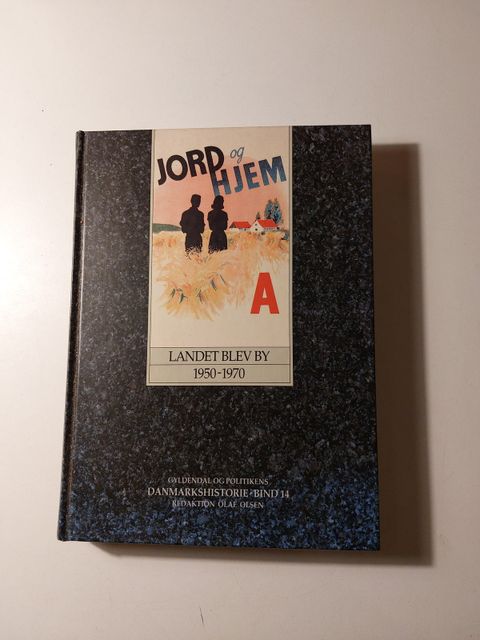 JORD og
HJEM
A
LANDET BLEV BY
1950-1970
GYLDENDAL OG POLITIKENS
DANMARKSHISTORIE · BIND 14
REDAKTION OLAF OLSEN